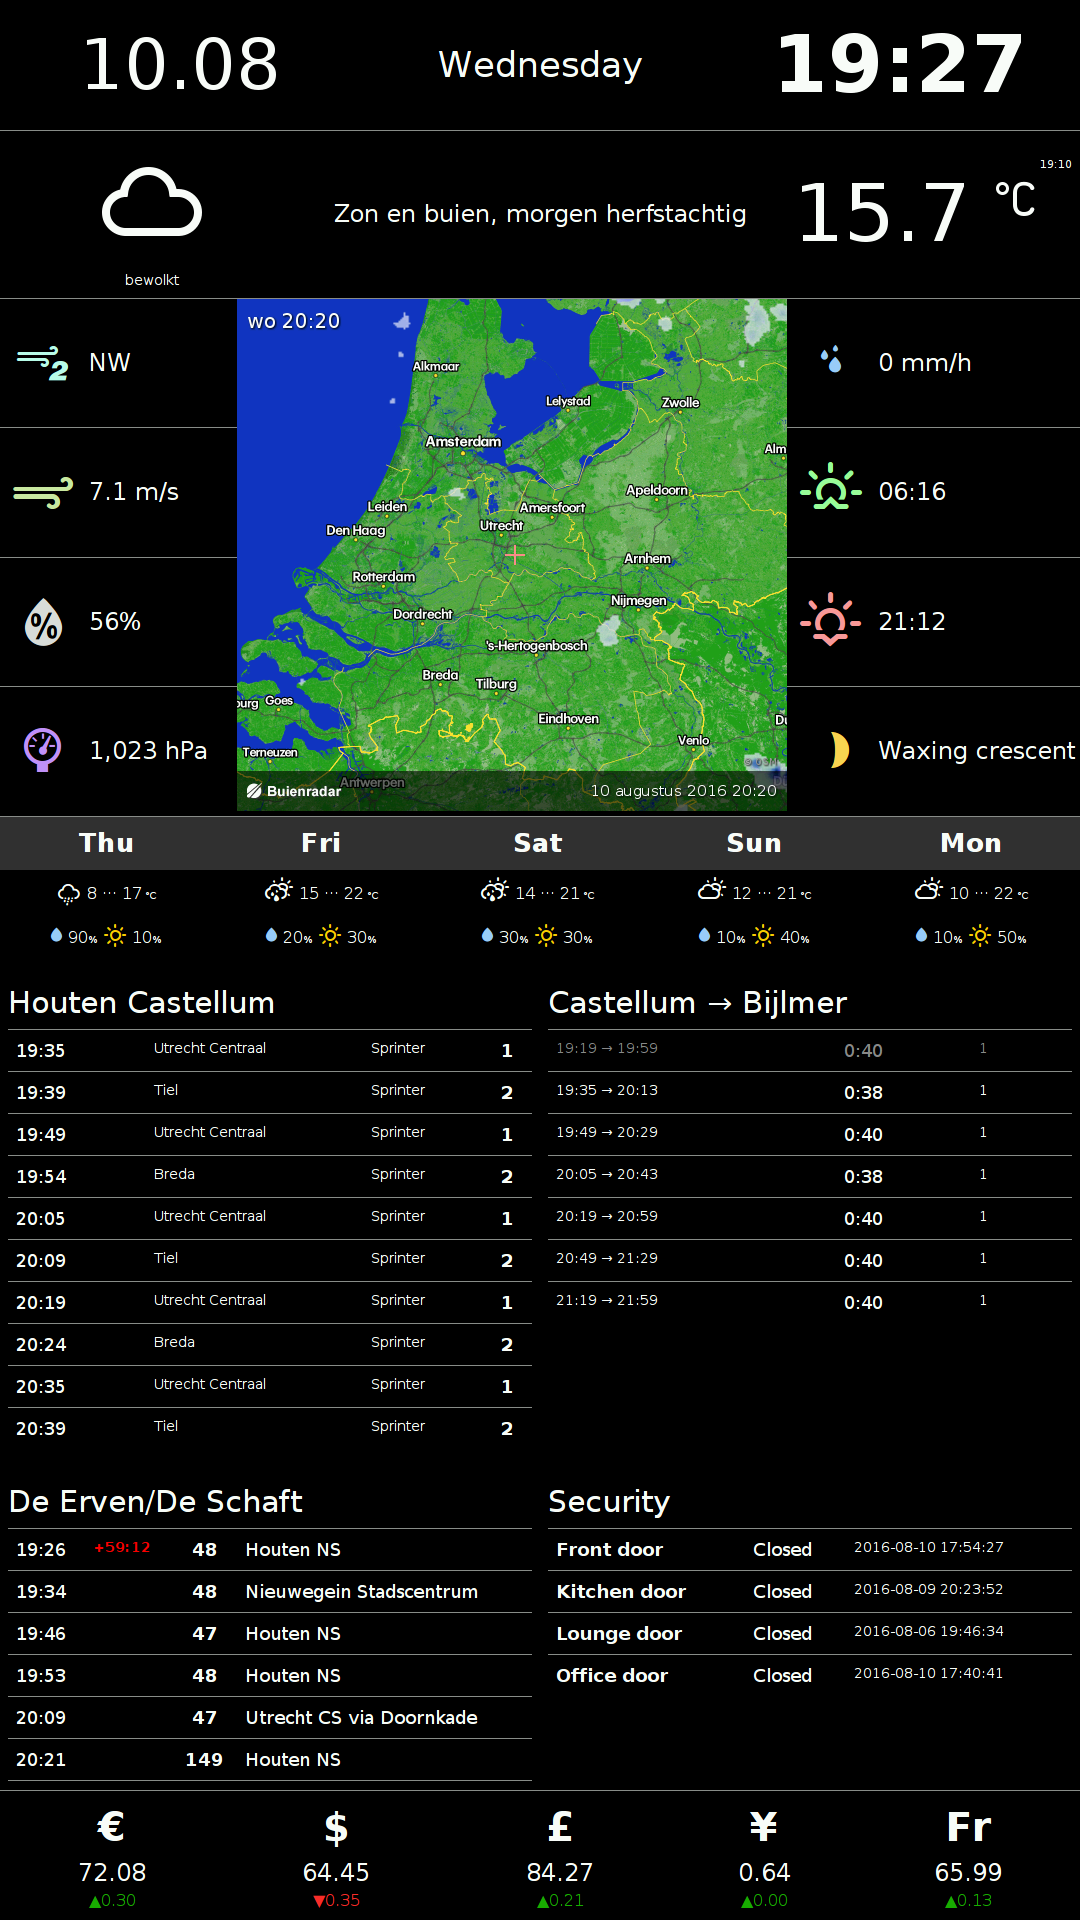 10.08 Wednesday 19:27
19:10
Zon en buien, morgen herfstachtig 15.7 °C
bewolkt
wo 20:20
2 NW
7.1 m/s
% 56%
1,023 hPa
Alkmaar
Lelystad
Zwolle
Amsterdam
Alm
Apeldoorn
Leiden
Amersfoort
Utrecht
Den Haag
Arnhem
Rotterdam
Nijmegen
Dordrecht
's-Hertogenbosch
Breda
Tilburg
burg Goes
Eindhoven
Du
Venlo
Terneuzen
Antwerpen
Buienradar 10 augustus 2016 20:20
0 mm/h
06:16
21:12
Waxing crescent
Thu Fri Sat Sun Mon
8 ··· 17 °C 15 ··· 22 °C 14 ··· 21 °C 12 ··· 21 °C 10 ··· 22 °C
90% 10% 20% 30% 30% 30% 10% 40% 10% 50%
Houten Castellum
19:35 Utrecht Centraal Sprinter 1
19:39 Tiel Sprinter 2
19:49 Utrecht Centraal Sprinter 1
19:54 Breda Sprinter 2
20:05 Utrecht Centraal Sprinter 1
20:09 Tiel Sprinter 2
20:19 Utrecht Centraal Sprinter 1
20:24 Breda Sprinter 2
20:35 Utrecht Centraal Sprinter 1
20:39 Tiel Sprinter 2
Castellum → Bijlmer
19:19 → 19:59 0:40 1
19:35 → 20:13 0:38 1
19:49 → 20:29 0:40 1
20:05 → 20:43 0:38 1
20:19 → 20:59 0:40 1
20:49 → 21:29 0:40 1
21:19 → 21:59 0:40 1
De Erven/De Schaft
19:26 +59:12 48 Houten NS
19:34 48 Nieuwegein Stadscentrum
19:46 47 Houten NS
19:53 48 Houten NS
20:09 47 Utrecht CS via Doornkade
20:21 149 Houten NS
Security
Front door Closed 2016-08-10 17:54:27
Kitchen door Closed 2016-08-09 20:23:52
Lounge door Closed 2016-08-06 19:46:34
Office door Closed 2016-08-10 17:40:41
€ $ £ ¥ Fr
72.08 64.45 84.27 0.64 65.99
▲0.30 ▼0.35 ▲0.21 ▲0.00 ▲0.13